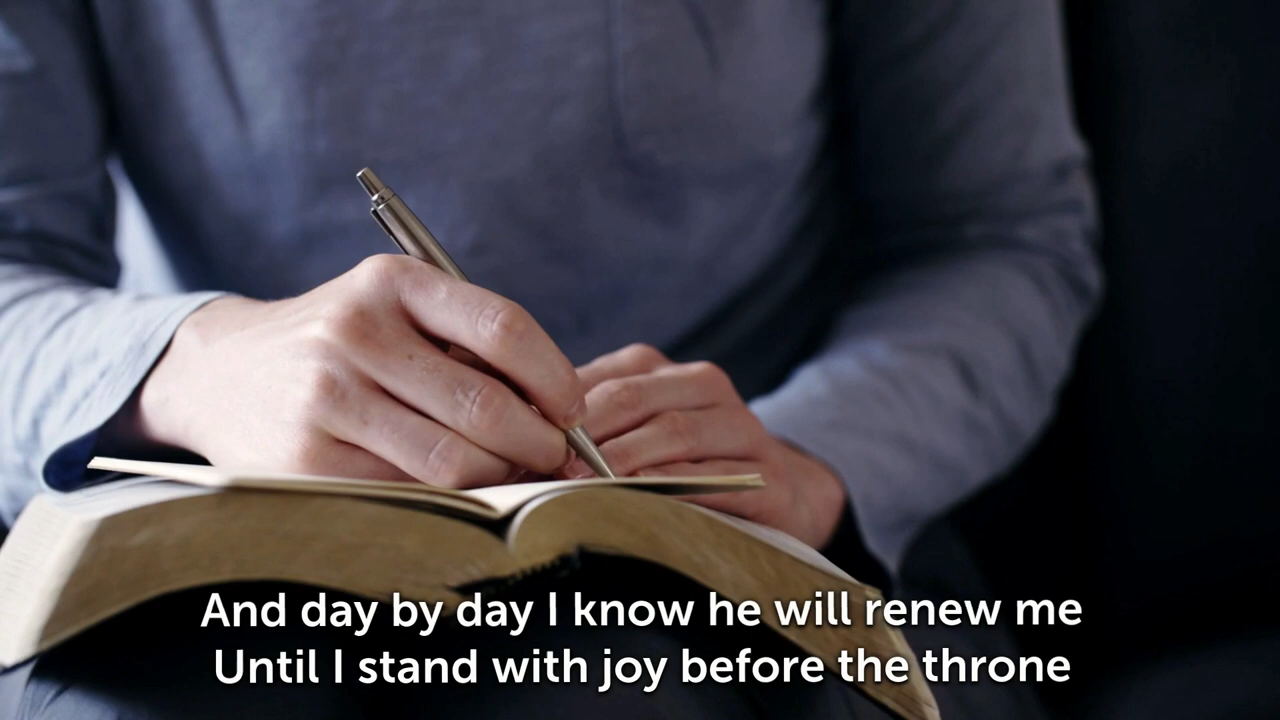 And day by day I know he will renew me
Until I stand with joy before the throne